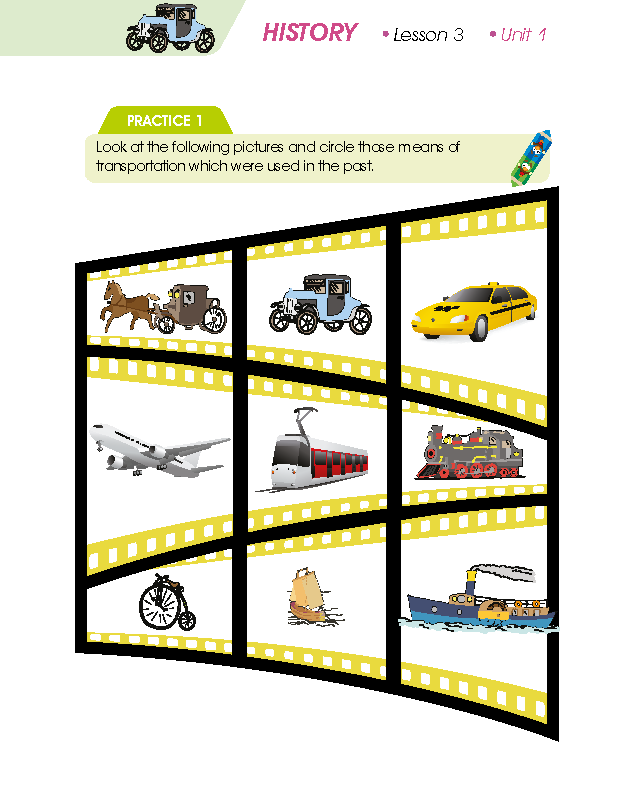 HISTORY • Lesson 3 • Unit 1
PRACTICE 1
Look at the following pictures and circle those means of
transportation which were used in the past.